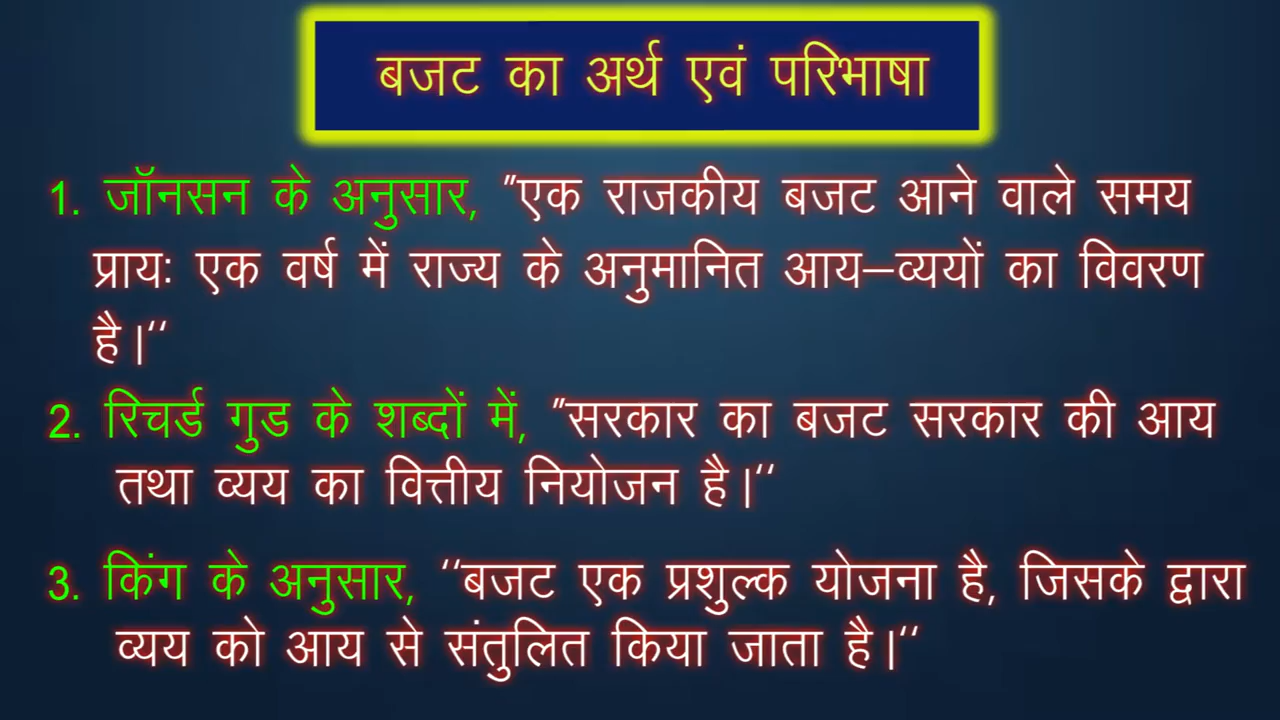 बजट का अर्थ एवं परिभाषा
1. जॉनसन के अनुसार, "एक राजकीय बजट आने वाले समय
प्रायः एक वर्ष में राज्य के अनुमानित आय–व्ययों का विवरण
है।‘‘
2. रिचर्ड गुड के शब्दों में, "सरकार का बजट सरकार की आय
तथा व्यय का वित्तीय नियोजन है।‘‘
3. किंग के अनुसार, ‘‘बजट एक प्रशुल्क योजना है, जिसके द्वारा
व्यय को आय से संतुलित किया जाता है।‘‘